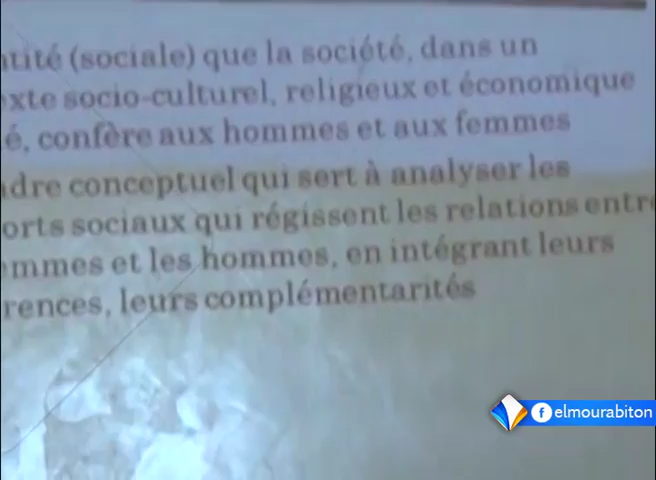 ntité (sociale) que la société, dans un
exte socio-culturel, religieux et économique
é, confère aux hommes et aux femmes
adre conceptuel qui sert à analyser les
orts sociaux qui régissent les relations entre
emmes et les hommes, en intégrant leurs
rences, leurs complémentarités
elmourabiton